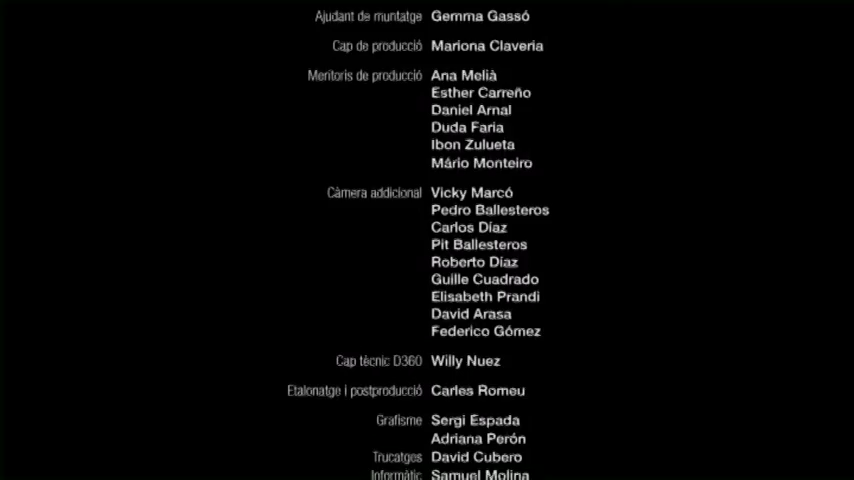 Ajudant de muntatge Gemma Gassó
Cap de producció Mariona Claveria
Meritoris de producció Ana Melià
Esther Carreño
Daniel Arnal
Duda Faria
Ibon Zulueta
Mário Monteiro
Càmera addicional Vicky Marcó
Pedro Ballesteros
Carlos Díaz
Pit Ballesteros
Roberto Díaz
Guille Cuadrado
Elisabeth Prandi
David Arasa
Federico Gómez
Cap tècnic D360 Willy Nuez
Etalonatge i postproducció Carles Romeu
Grafisme Sergi Espada
Adriana Perón
Trucatges David Cubero
Informàtic Samuel Molina